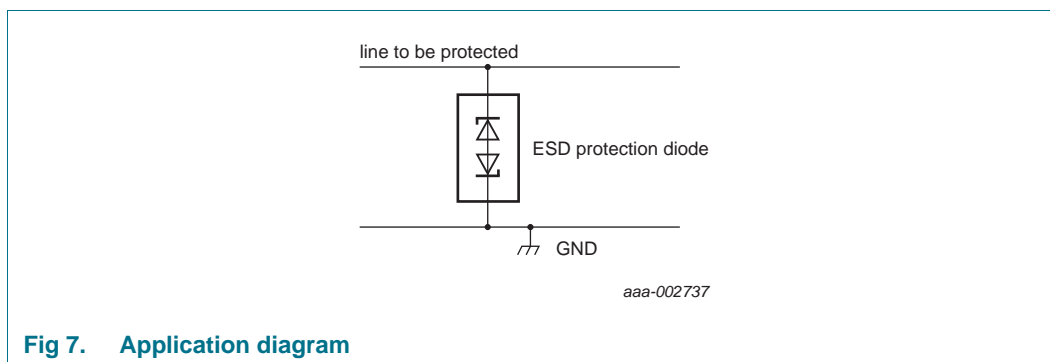 line to be protected
ESD protection diode
GND
aaa-002737
Fig 7. Application diagram